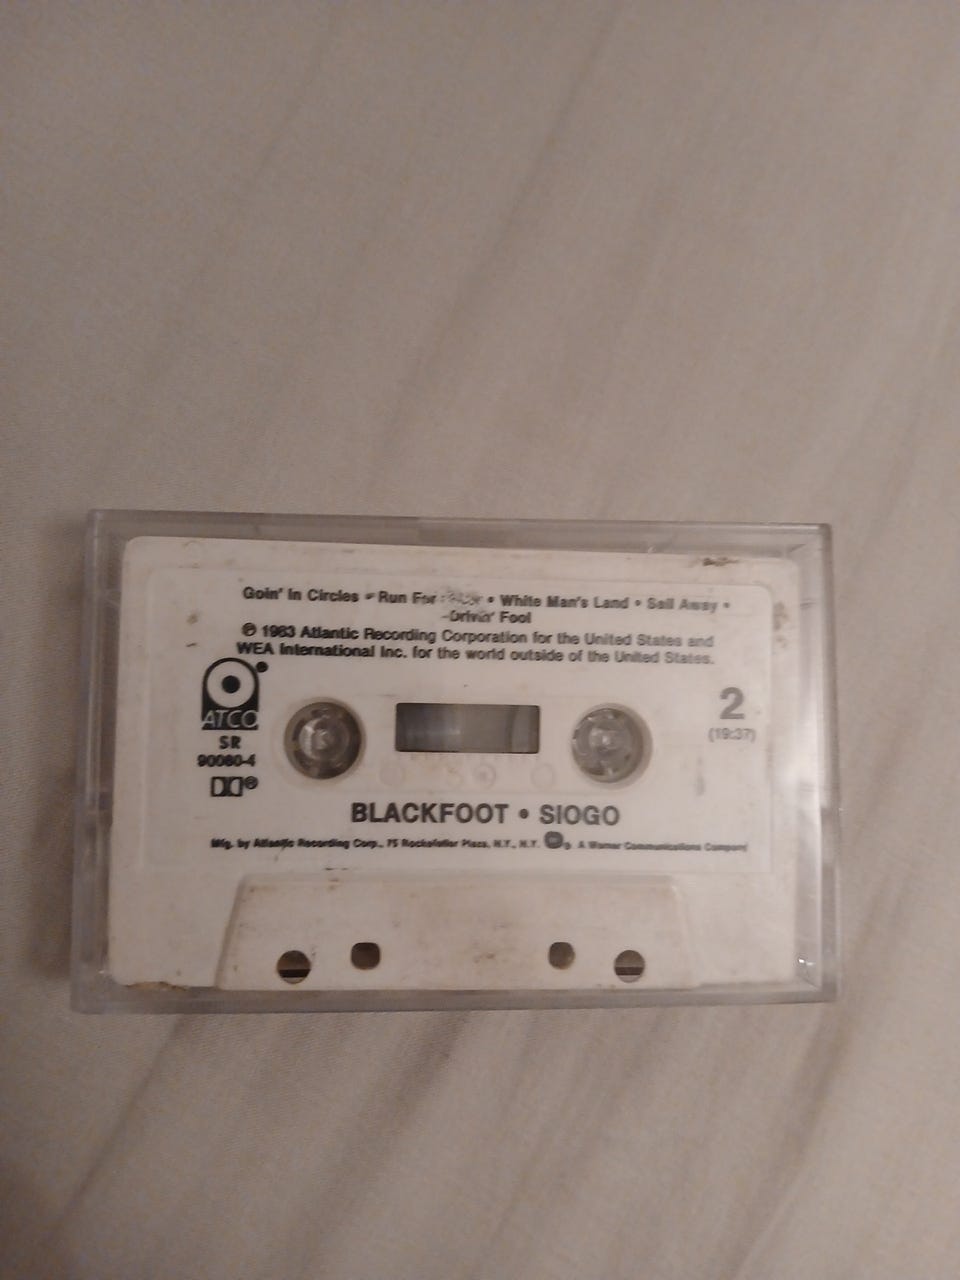 Goin' In Circles • Run For • White Man's Land • Sail Away •
Drivin' Fool
℗ 1983 Atlantic Recording Corporation for the United States and
WEA International Inc. for the world outside of the United States.
ATCO
SR
90080-4
2
(19:37)
BLACKFOOT • SIOGO
Mfg. by Atlantic Recording Corp., 75 Rockefeller Plaza, N.Y., N.Y. A Warner Communications Company